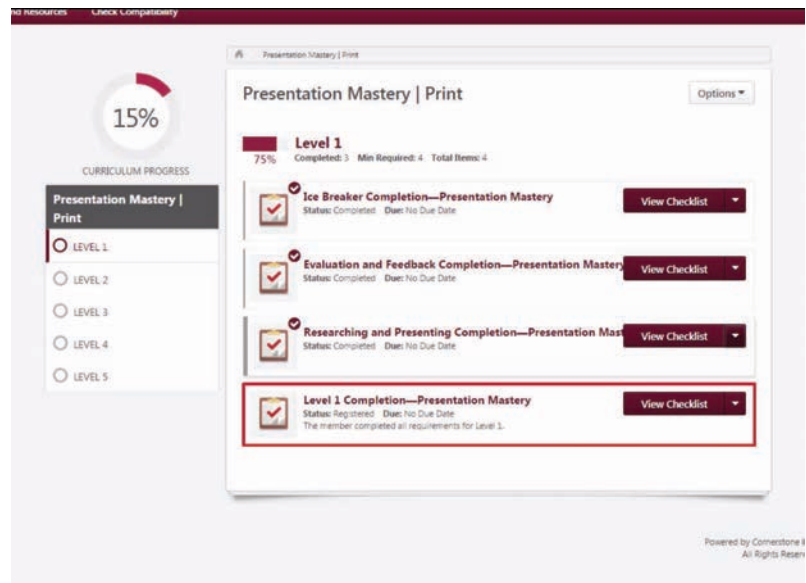 nd Resources Check Compatibility
Presentation Mastery | Print
15%
CURRICULUM PROGRESS
Presentation Mastery |
Print
LEVEL 1
LEVEL 2
LEVEL 3
LEVEL 4
LEVEL 5
Presentation Mastery | Print
Options
75%
Level 1
Completed: 3 Min Required: 4 Total Items: 4
Ice Breaker Completion—Presentation Mastery
Status: Completed Due: No Due Date
View Checklist
Evaluation and Feedback Completion—Presentation Mastery
Status: Completed Due: No Due Date
View Checklist
Researching and Presenting Completion—Presentation Mast
Status: Completed Due: No Due Date
View Checklist
Level 1 Completion—Presentation Mastery
Status: Registered Due: No Due Date
The member completed all requirements for Level 1.
View Checklist
Powered by Cornerstone
All Rights Reser